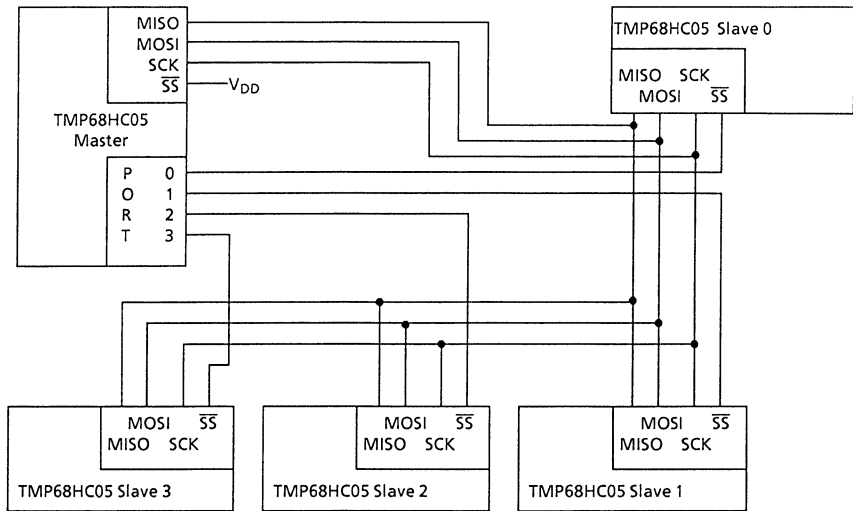 MISO
MOSI
SCK
SS
V_DD
TMP68HC05
Master
P 0
O 1
R 2
T 3
TMP68HC05 Slave 0
MISO SCK
MOSI SS
MOSI SS
MISO SCK
TMP68HC05 Slave 3
MOSI SS
MISO SCK
TMP68HC05 Slave 2
MOSI SS
MISO SCK
TMP68HC05 Slave 1